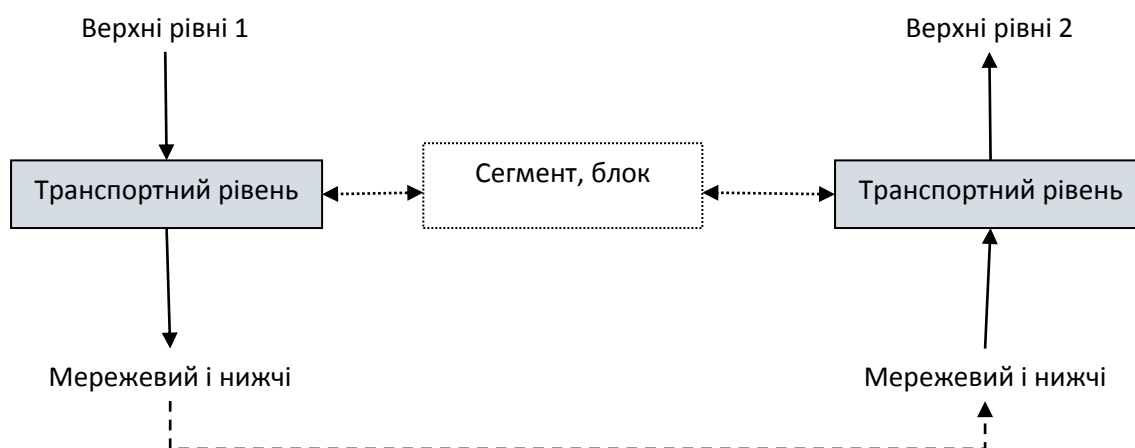 Верхні рівні 1
Верхні рівні 2
Транспортний рівень
Сегмент, блок
Транспортний рівень
Мережевий і нижчі
Мережевий і нижчі